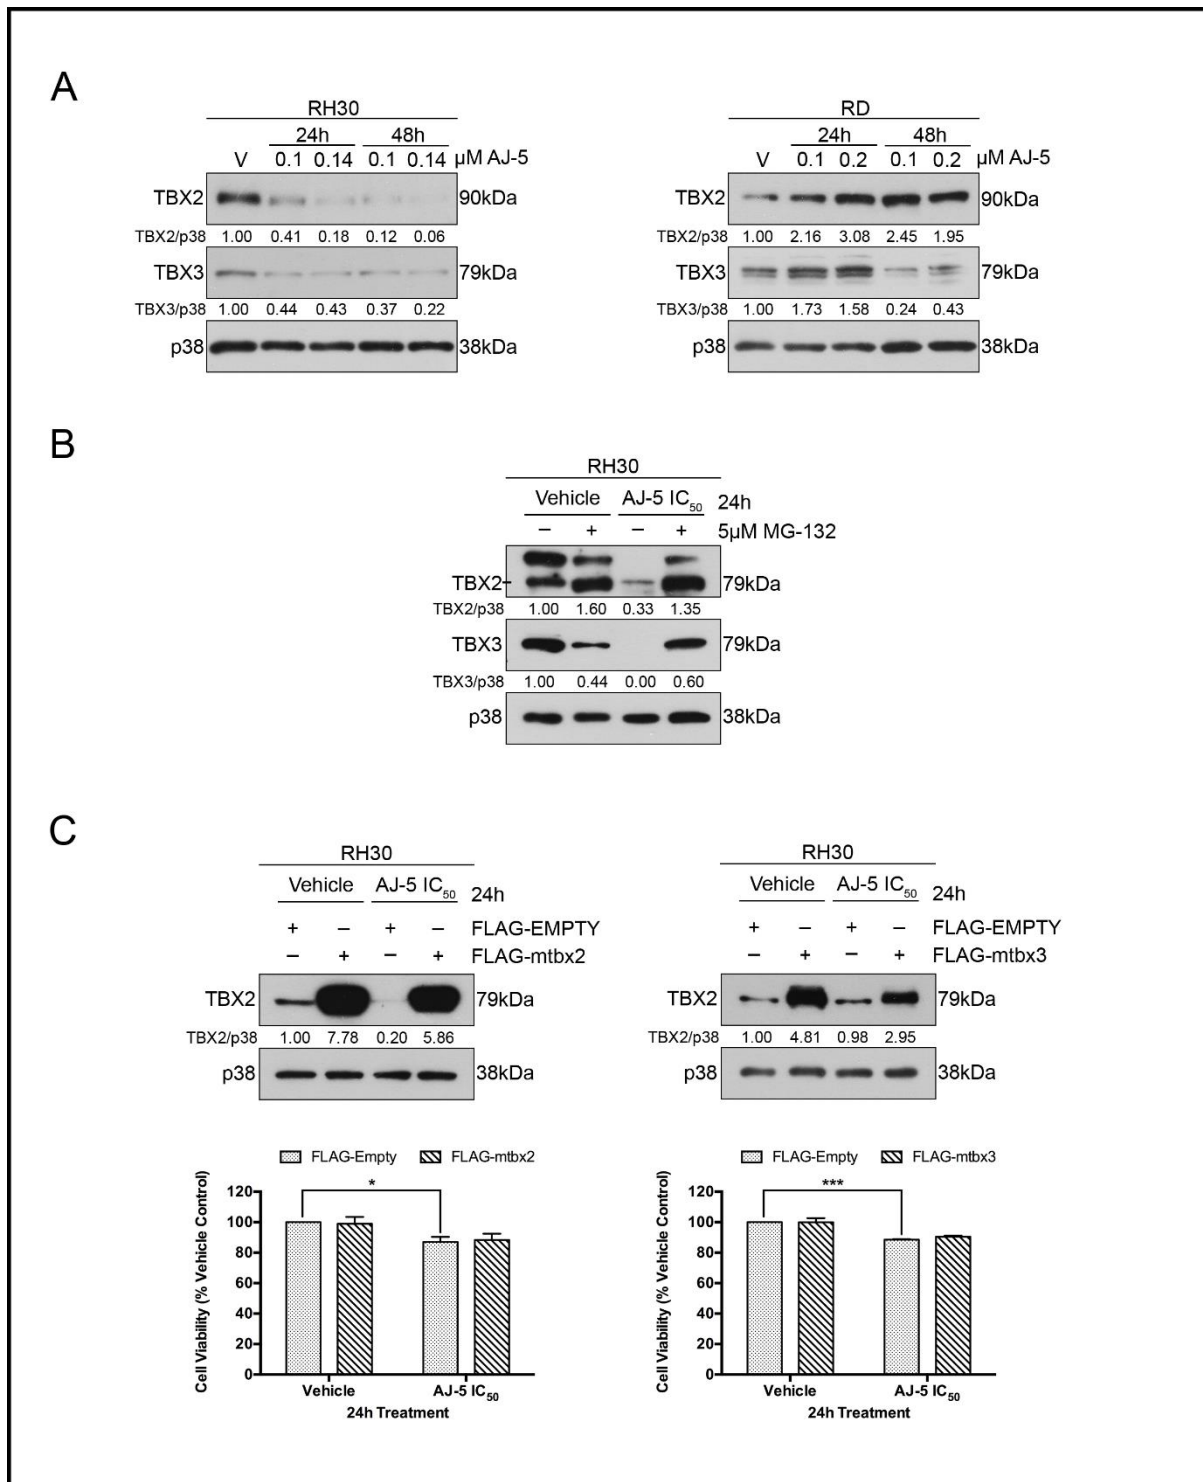 A
RH30
24h 48h
V 0.1 0.14 0.1 0.14 µM AJ-5
TBX2 90kDa
TBX2/p38 1.00 0.41 0.18 0.12 0.06
TBX3 79kDa
TBX3/p38 1.00 0.44 0.43 0.37 0.22
p38 38kDa
RD
24h 48h
V 0.1 0.2 0.1 0.2 µM AJ-5
TBX2 90kDa
TBX2/p38 1.00 2.16 3.08 2.45 1.95
TBX3 79kDa
TBX3/p38 1.00 1.73 1.58 0.24 0.43
p38 38kDa
B
RH30
Vehicle AJ-5 IC50 24h
– + – + 5µM MG-132
TBX2- 79kDa
TBX2/p38 1.00 1.60 0.33 1.35
TBX3 79kDa
TBX3/p38 1.00 0.44 0.00 0.60
p38 38kDa
C
RH30
Vehicle AJ-5 IC50 24h
+ – + – FLAG-EMPTY
– + – + FLAG-mtbx2
TBX2 79kDa
TBX2/p38 1.00 7.78 0.20 5.86
p38 38kDa
RH30
Vehicle AJ-5 IC50 24h
+ – + – FLAG-EMPTY
– + – + FLAG-mtbx3
TBX2 79kDa
TBX2/p38 1.00 4.81 0.98 2.95
p38 38kDa
FLAG-Empty FLAG-mtbx2
*
Cell Viability (% Vehicle Control)
120
100
80
60
40
20
0
Vehicle AJ-5 IC50
24h Treatment
FLAG-Empty FLAG-mtbx3
***
Cell Viability (% Vehicle Control)
120
100
80
60
40
20
0
Vehicle AJ-5 IC50
24h Treatment